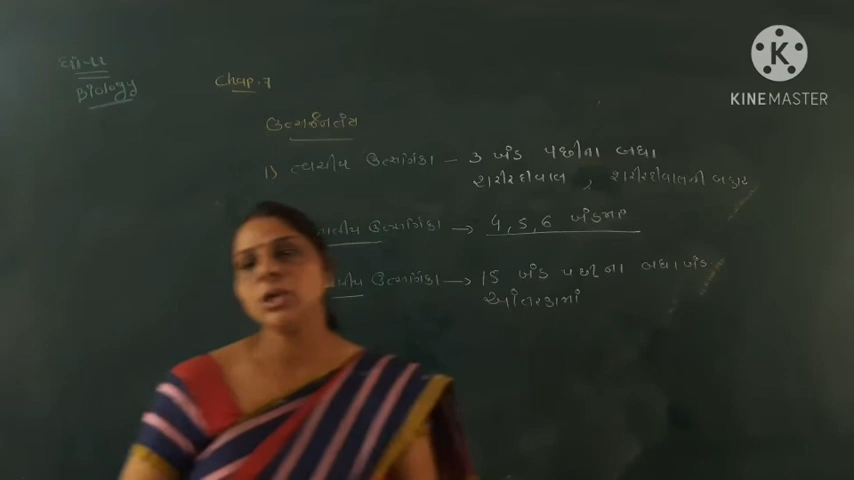 ધો-11
Biology
Chap. 7
ઉત્સર્જનતંત્ર
1) ત્વચીય ઉત્સર્ગિકા - 3 ખંડ પછીના બધા
શરીરદીવાલ , શરીરદીવાલની બહાર
ઉત્સર્ગિકા → 4,5,6 ખંડમાં
ઉત્સર્ગિકા → 15 ખંડ પછીના બધા ખંડ
આંતરડામાં
KINEMASTER